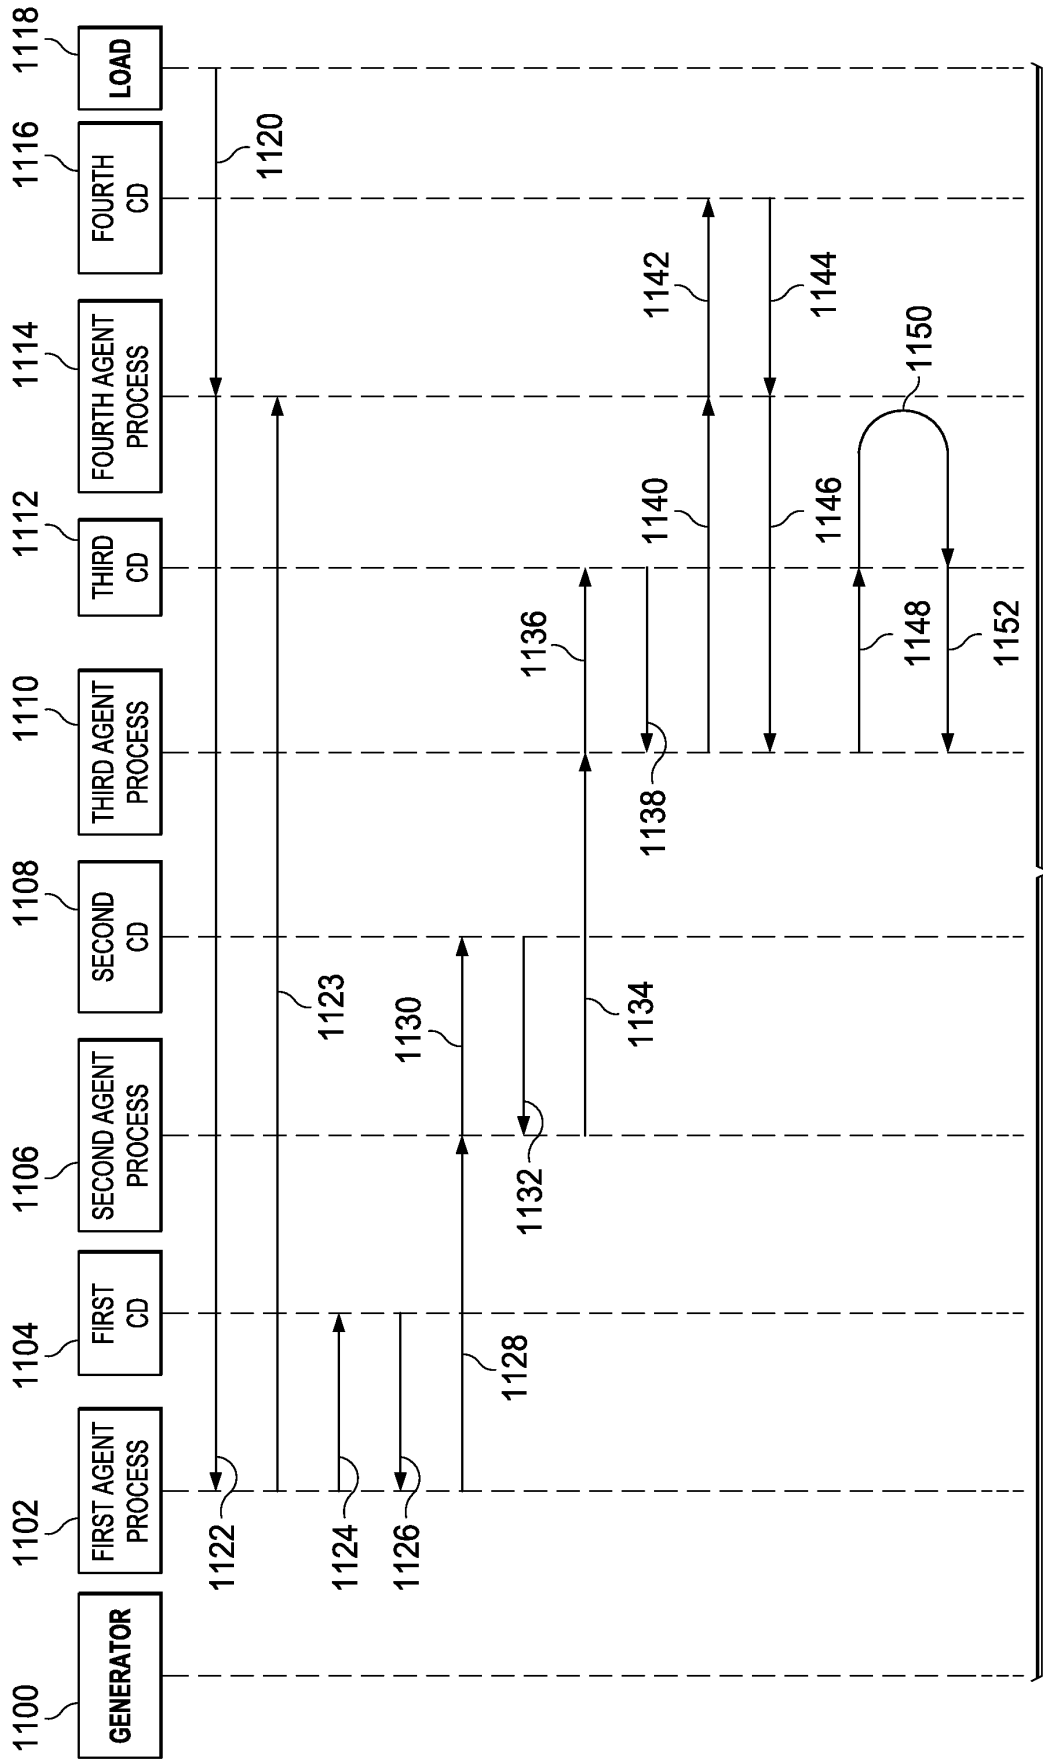 1100
GENERATOR
1102
FIRST AGENT
PROCESS
1104
FIRST
CD
1106
SECOND AGENT
PROCESS
1108
SECOND
CD
1110
THIRD AGENT
PROCESS
1112
THIRD
CD
1114
FOURTH AGENT
PROCESS
1116
FOURTH
CD
1118
LOAD
1120
1122
1123
1124
1126
1128
1130
1132
1134
1136
1138
1140
1142
1144
1146
1148
1150
1152